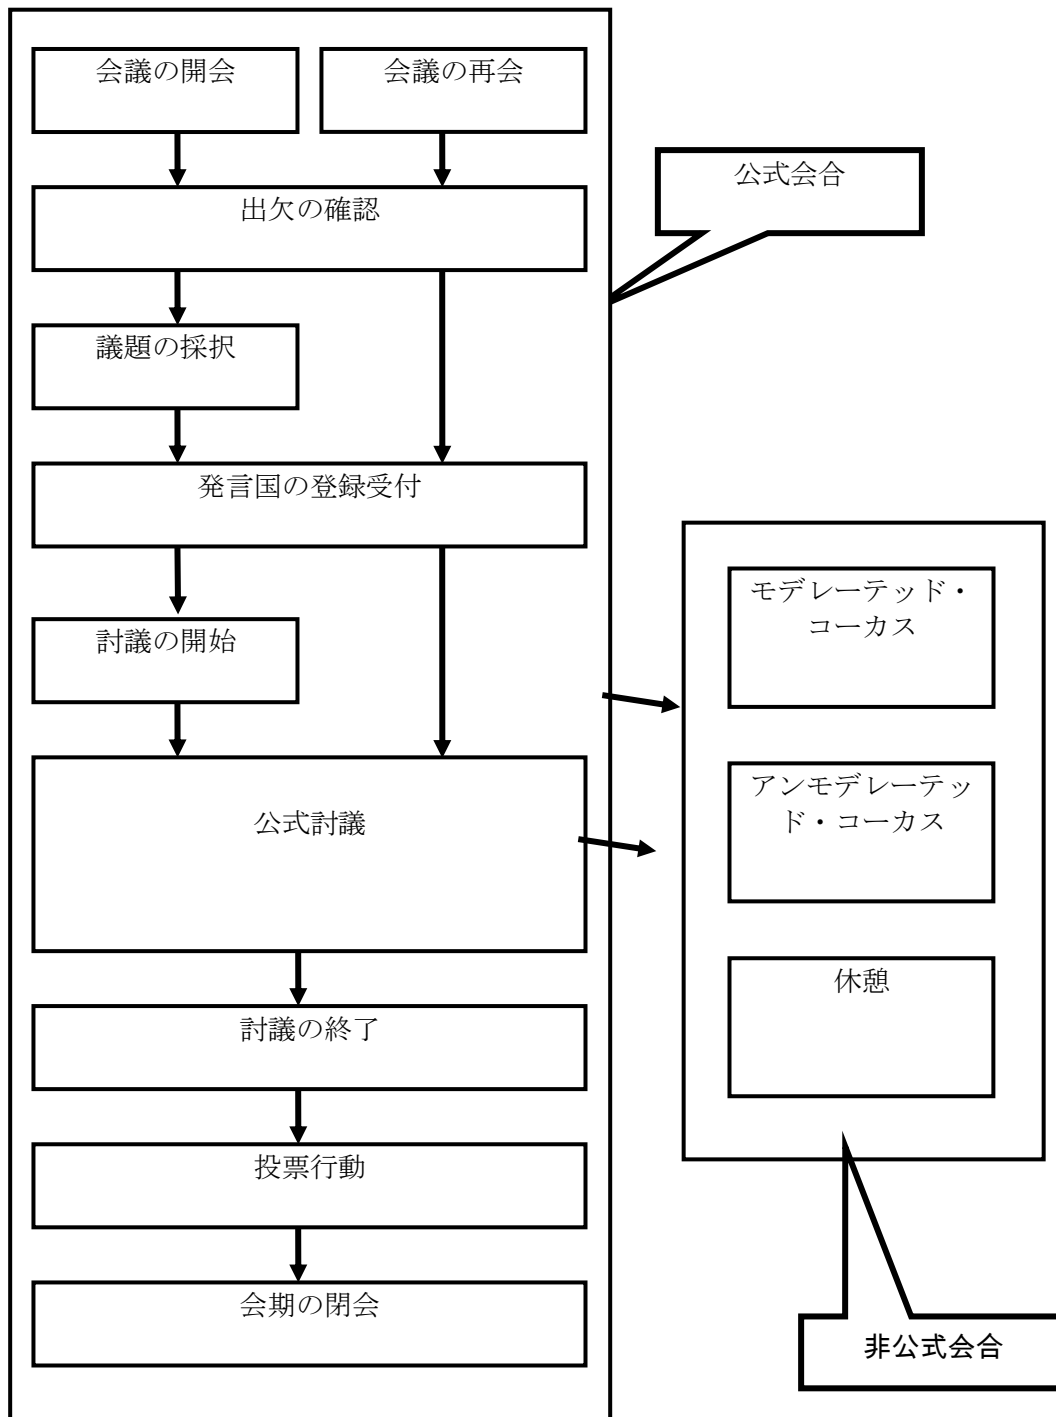 会議の開会
会議の再会
公式会合
出欠の確認
議題の採択
発言国の登録受付
モデレーテッド・
コーカス
討議の開始
アンモデレーテッ
ド・コーカス
公式討議
休憩
討議の終了
投票行動
会期の閉会
非公式会合